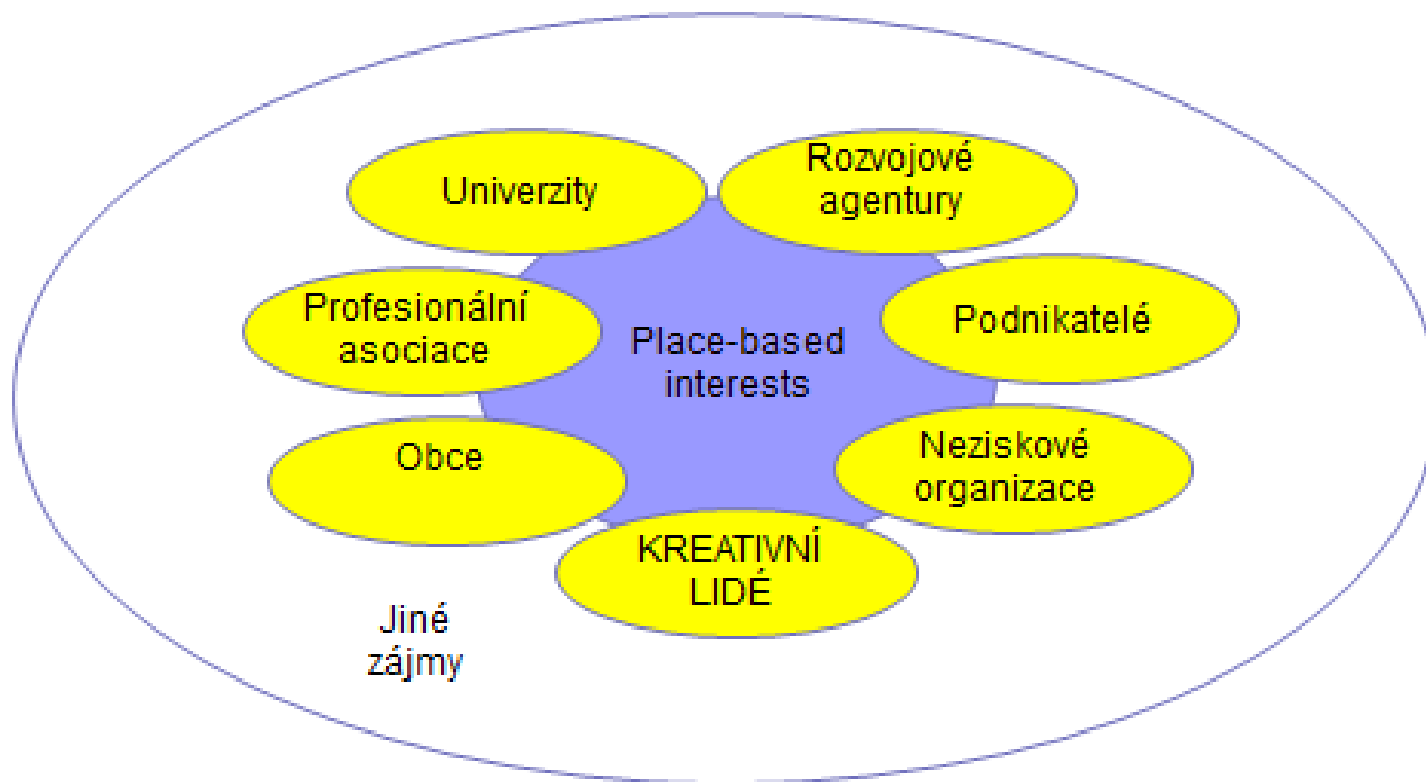 Univerzity
Rozvojové
agentury
Profesionální
asociace
Place-based
interests
Podnikatelé
Obce
Neziskové
organizace
KREATIVNÍ
LIDÉ
Jiné
zájmy